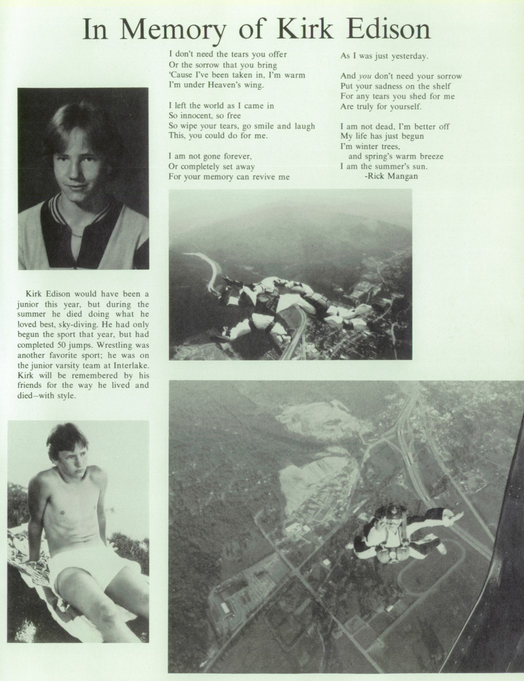 In Memory of Kirk Edison
I don't need the tears you offer
Or the sorrow that you bring
'Cause I've been taken in, I'm warm
I'm under Heaven's wing.
I left the world as I came in
So innocent, so free
So wipe your tears, go smile and laugh
This, you could do for me.
I am not gone forever,
Or completely set away
For your memory can revive me
As I was just yesterday.
And you don't need your sorrow
Put your sadness on the shelf
For any tears you shed for me
Are truly for yourself.
I am not dead, I'm better off
My life has just begun
I'm winter trees,
and spring's warm breeze
I am the summer's sun.
-Rick Mangan
Kirk Edison would have been a
junior this year, but during the
summer he died doing what he
loved best, sky-diving. He had only
begun the sport that year, but had
completed 50 jumps. Wrestling was
another favorite sport; he was on
the junior varsity team at Interlake.
Kirk will be remembered by his
friends for the way he lived and
died—with style.